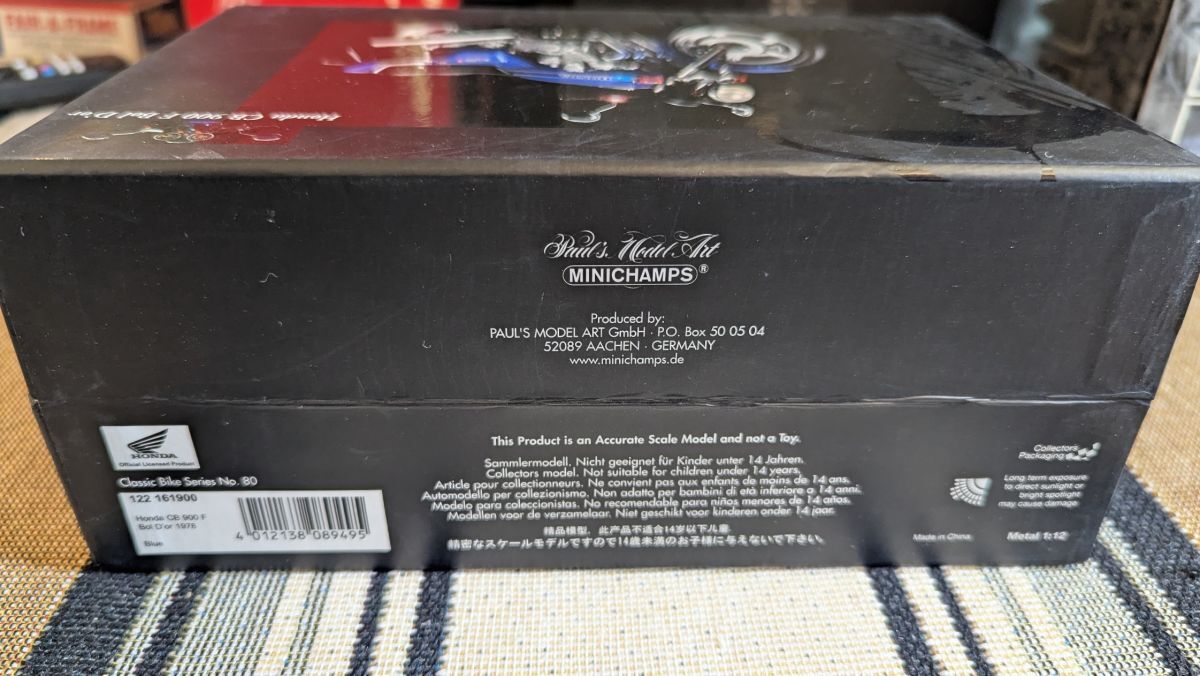 Honda CB 900 F Bol D'or
Paul's Model Art
MINICHAMPS®
Produced by:
PAUL'S MODEL ART GmbH · P.O. Box 50 05 04
52089 AACHEN · GERMANY
www.minichamps.de
HONDA
Official Licensed Product
Classic Bike Series No. 80
122 161900
Honda CB 900 F
Bol D'or 1978
Blue
4 012138 089495
This Product is an Accurate Scale Model and not a Toy.
Sammlermodell. Nicht geeignet für Kinder unter 14 Jahren.
Collectors model. Not suitable for children under 14 years.
Article pour collectionneurs. Ne convient pas aux enfants de moins de 14 ans.
Automodello per collezionismo. Non adatto per bambini di età inferiore a 14 anni.
Modelo para coleccionistas. No recomendable para niños menores de 14 años.
Modellen voor de verzamelaar. Niet geschikt voor kinderen onder 14 jaar.
精品模型，此产品不适合14岁以下儿童.
精密なスケールモデルですので14歳未満のお子様に与えないで下さい。
Collectors
Packaging
Long term exposure
to direct sunlight or
bright spotlight
may cause damage
Made in China
Metal 1:12